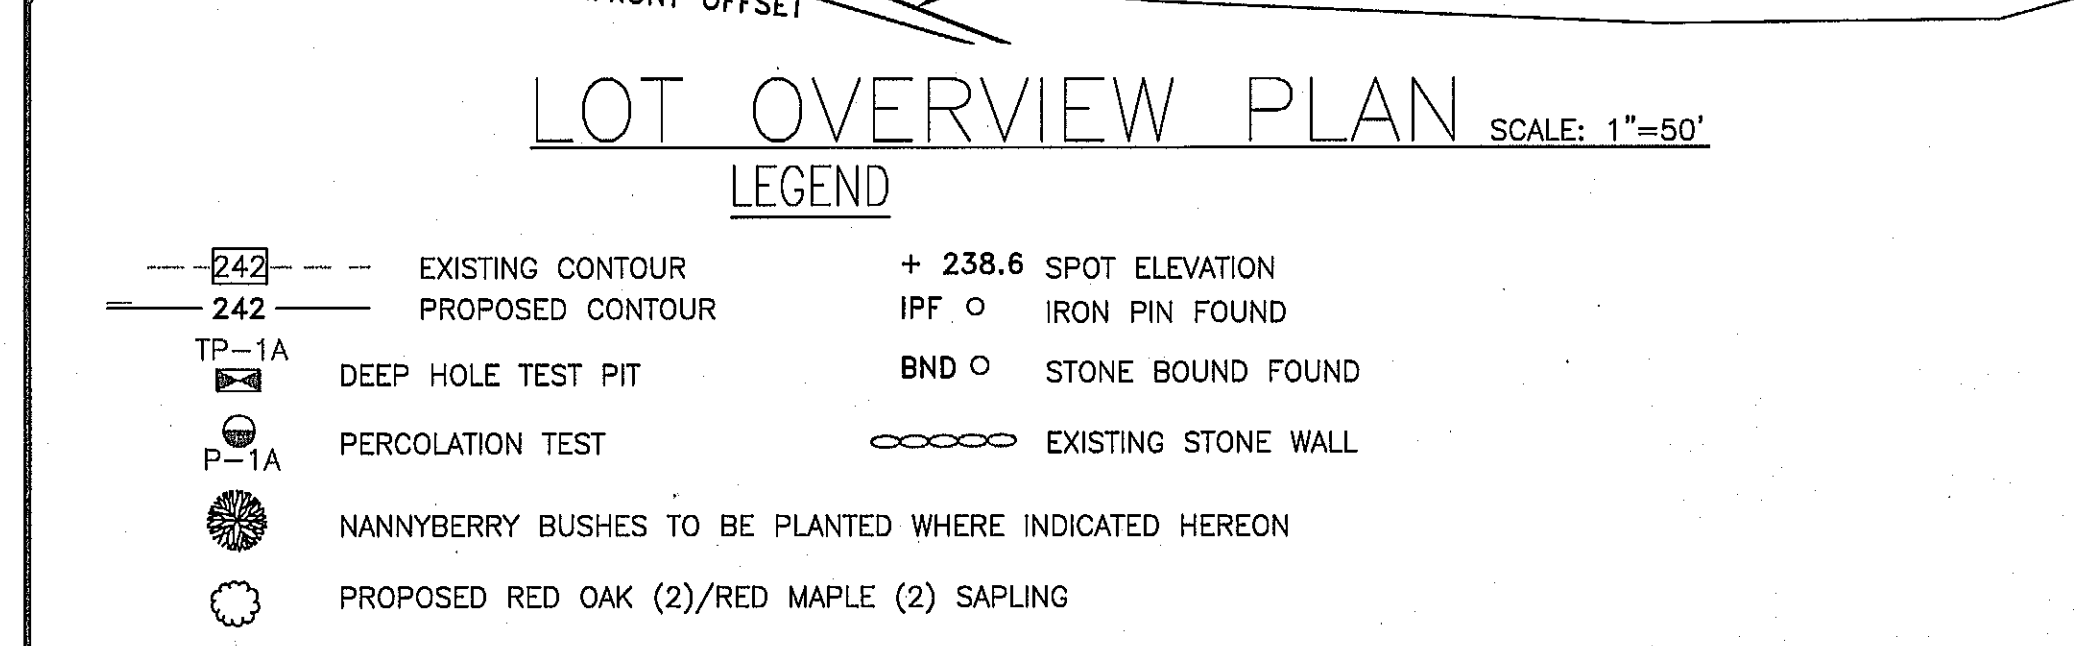 FRONT OFFSET
LOT OVERVIEW PLAN SCALE: 1"=50'
LEGEND
242 EXISTING CONTOUR
242 PROPOSED CONTOUR
TP-1A
DEEP HOLE TEST PIT
PERCOLATION TEST
P-1A
+ 238.6 SPOT ELEVATION
IPF IRON PIN FOUND
BND STONE BOUND FOUND
EXISTING STONE WALL
NANNYBERRY BUSHES TO BE PLANTED WHERE INDICATED HEREON
PROPOSED RED OAK (2)/RED MAPLE (2) SAPLING